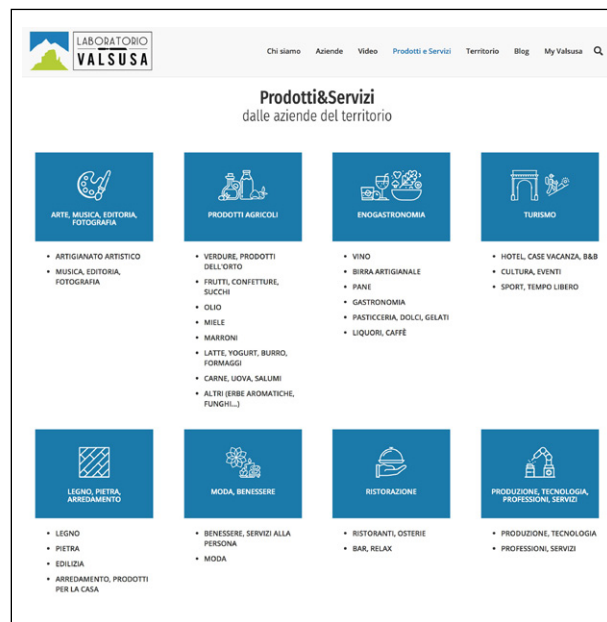 LABORATORIO
VALSUSA
Chi siamo Aziende Video Prodotti e Servizi Territorio Blog My Valsusa
Prodotti&Servizi
dalle aziende del territorio
ARTE, MUSICA, EDITORIA,
FOTOGRAFIA
• ARTIGIANATO ARTISTICO
• MUSICA, EDITORIA,
FOTOGRAFIA
PRODOTTI AGRICOLI
• VERDURE, PRODOTTI
DELL'ORTO
• FRUTTI, CONFETTURE,
SUCCHI
• OLIO
• MIELE
• MARRONI
• LATTE, YOGURT, BURRO,
FORMAGGI
• CARNE, UOVA, SALUMI
• ALTRI (ERBE AROMATICHE,
FUNGHI...)
ENOGASTRONOMIA
• VINO
• BIRRA ARTIGIANALE
• PANE
• GASTRONOMIA
• PASTICCERIA, DOLCI, GELATI
• LIQUORI, CAFFÈ
TURISMO
• HOTEL, CASE VACANZA, B&B
• CULTURA, EVENTI
• SPORT, TEMPO LIBERO
LEGNO, PIETRA,
ARREDAMENTO
• LEGNO
• PIETRA
• EDILIZIA
• ARREDAMENTO, PRODOTTI
PER LA CASA
MODA, BENESSERE
• BENESSERE, SERVIZI ALLA
PERSONA
• MODA
RISTORAZIONE
• RISTORANTI, OSTERIE
• BAR, RELAX
PRODUZIONE, TECNOLOGIA,
PROFESSIONI, SERVIZI
• PRODUZIONE, TECNOLOGIA
• PROFESSIONI, SERVIZI